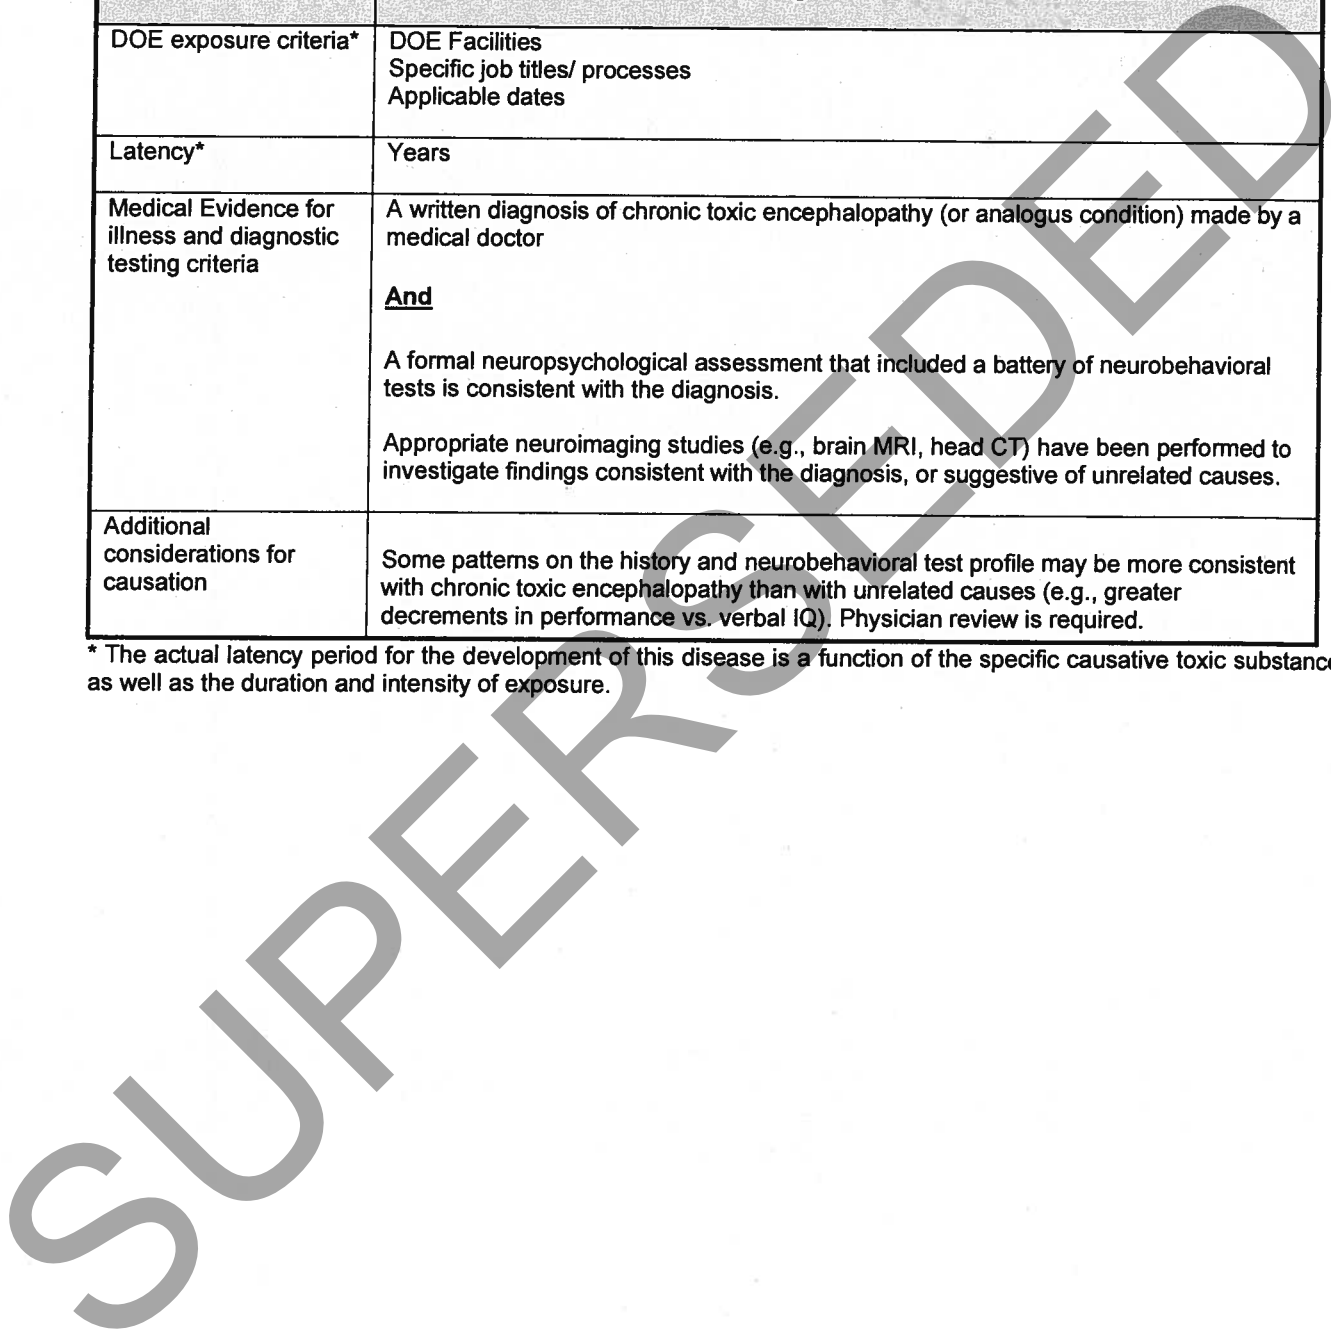 DOE exposure criteria*
DOE Facilities
Specific job titles/ processes
Applicable dates
Latency*
Years
Medical Evidence for
illness and diagnostic
testing criteria
A written diagnosis of chronic toxic encephalopathy (or analogus condition) made by a
medical doctor
And
A formal neuropsychological assessment that included a battery of neurobehavioral
tests is consistent with the diagnosis.
Appropriate neuroimaging studies (e.g., brain MRI, head CT) have been performed to
investigate findings consistent with the diagnosis, or suggestive of unrelated causes.
Additional
considerations for
causation
Some patterns on the history and neurobehavioral test profile may be more consistent
with chronic toxic encephalopathy than with unrelated causes (e.g., greater
decrements in performance vs. verbal IQ). Physician review is required.
* The actual latency period for the development of this disease is a function of the specific causative toxic substance
as well as the duration and intensity of exposure.
SUPERSEDED